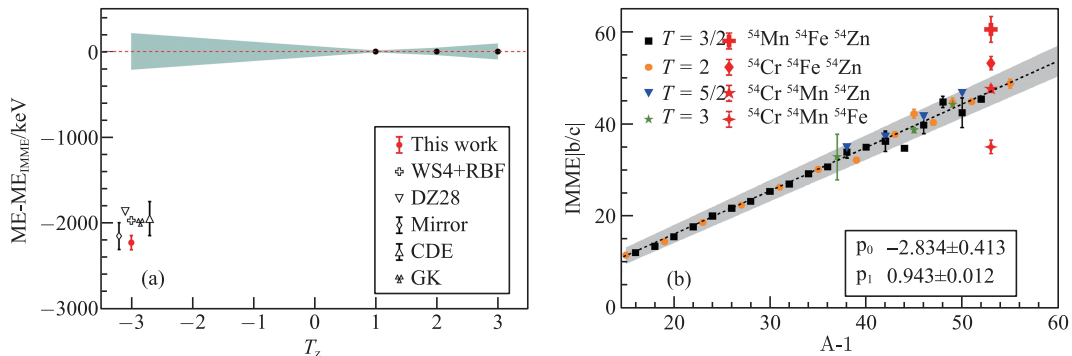 0
−1000
−2000
−3000
ME-ME_IMME/keV
This work
WS4+RBF
DZ28
Mirror
CDE
GK
(a)
−3 −2 −1 0 1 2 3
T_z
60
40
20
0
IMME|b/c|
T = 3/2 ⁵⁴Mn ⁵⁴Fe ⁵⁴Zn
T = 2 ⁵⁴Cr ⁵⁴Fe ⁵⁴Zn
T = 5/2 ⁵⁴Cr ⁵⁴Mn ⁵⁴Zn
T = 3 ⁵⁴Cr ⁵⁴Mn ⁵⁴Fe
(b)
p₀ −2.834±0.413
p₁ 0.943±0.012
20 30 40 50 60
A-1